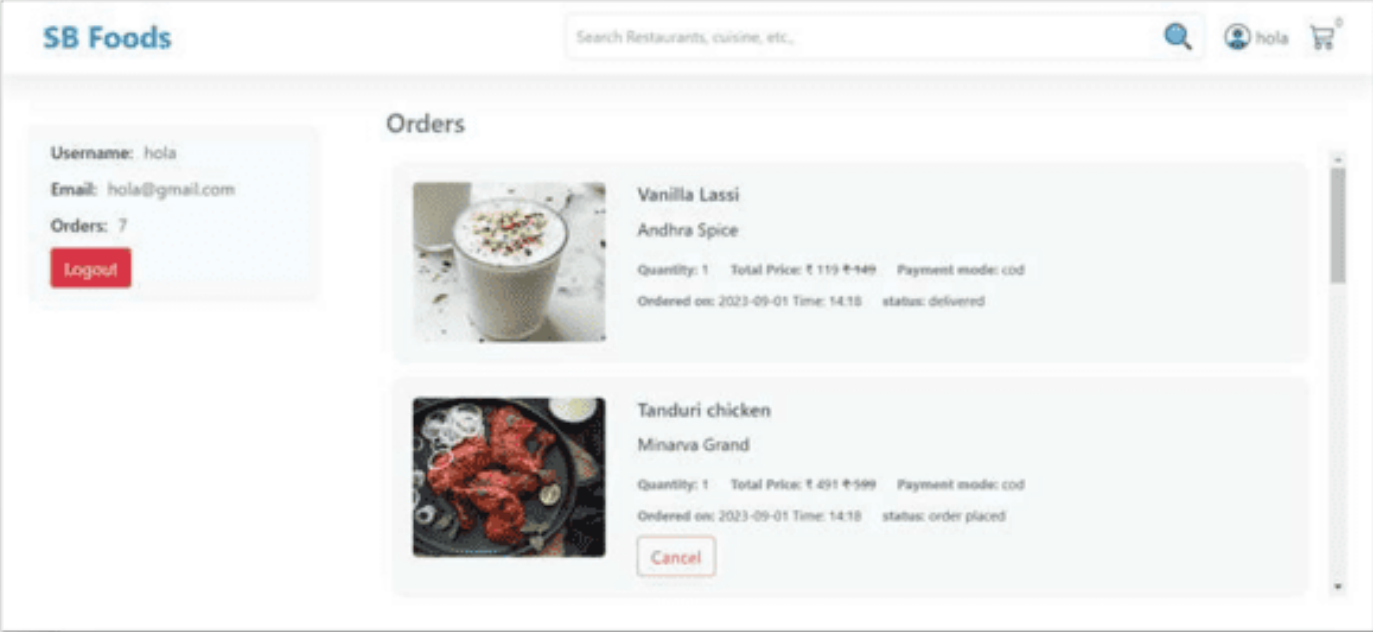 SB Foods
Search Restaurants, cuisine, etc.,
hola
0
Username: hola
Email: hola@gmail.com
Orders: 7
Logout
Orders
Vanilla Lassi
Andhra Spice
Quantity: 1 Total Price: ₹ 119 ₹ 149 Payment mode: cod
Ordered on: 2023-09-01 Time: 14:18 status: delivered
Tanduri chicken
Minarva Grand
Quantity: 1 Total Price: ₹ 491 ₹ 599 Payment mode: cod
Ordered on: 2023-09-01 Time: 14:18 status: order placed
Cancel